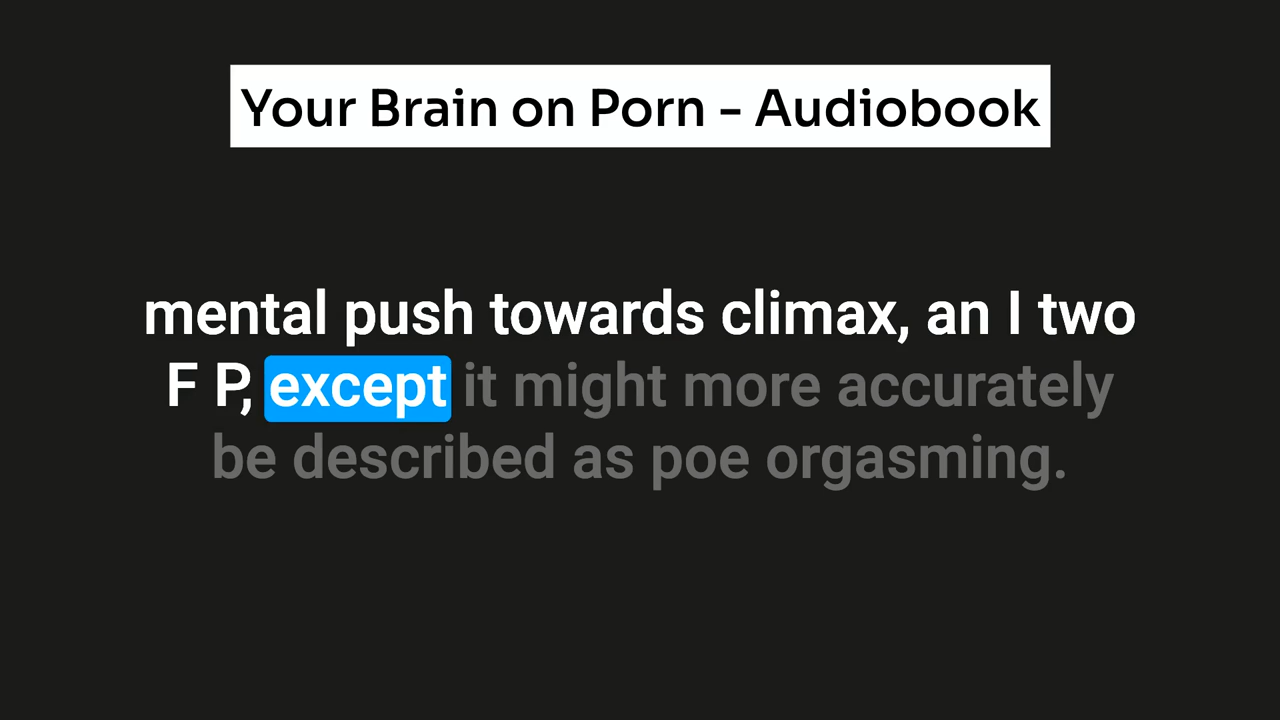 Your Brain on Porn - Audiobook
mental push towards climax, an I two
F P, except it might more accurately
be described as poe orgasming.